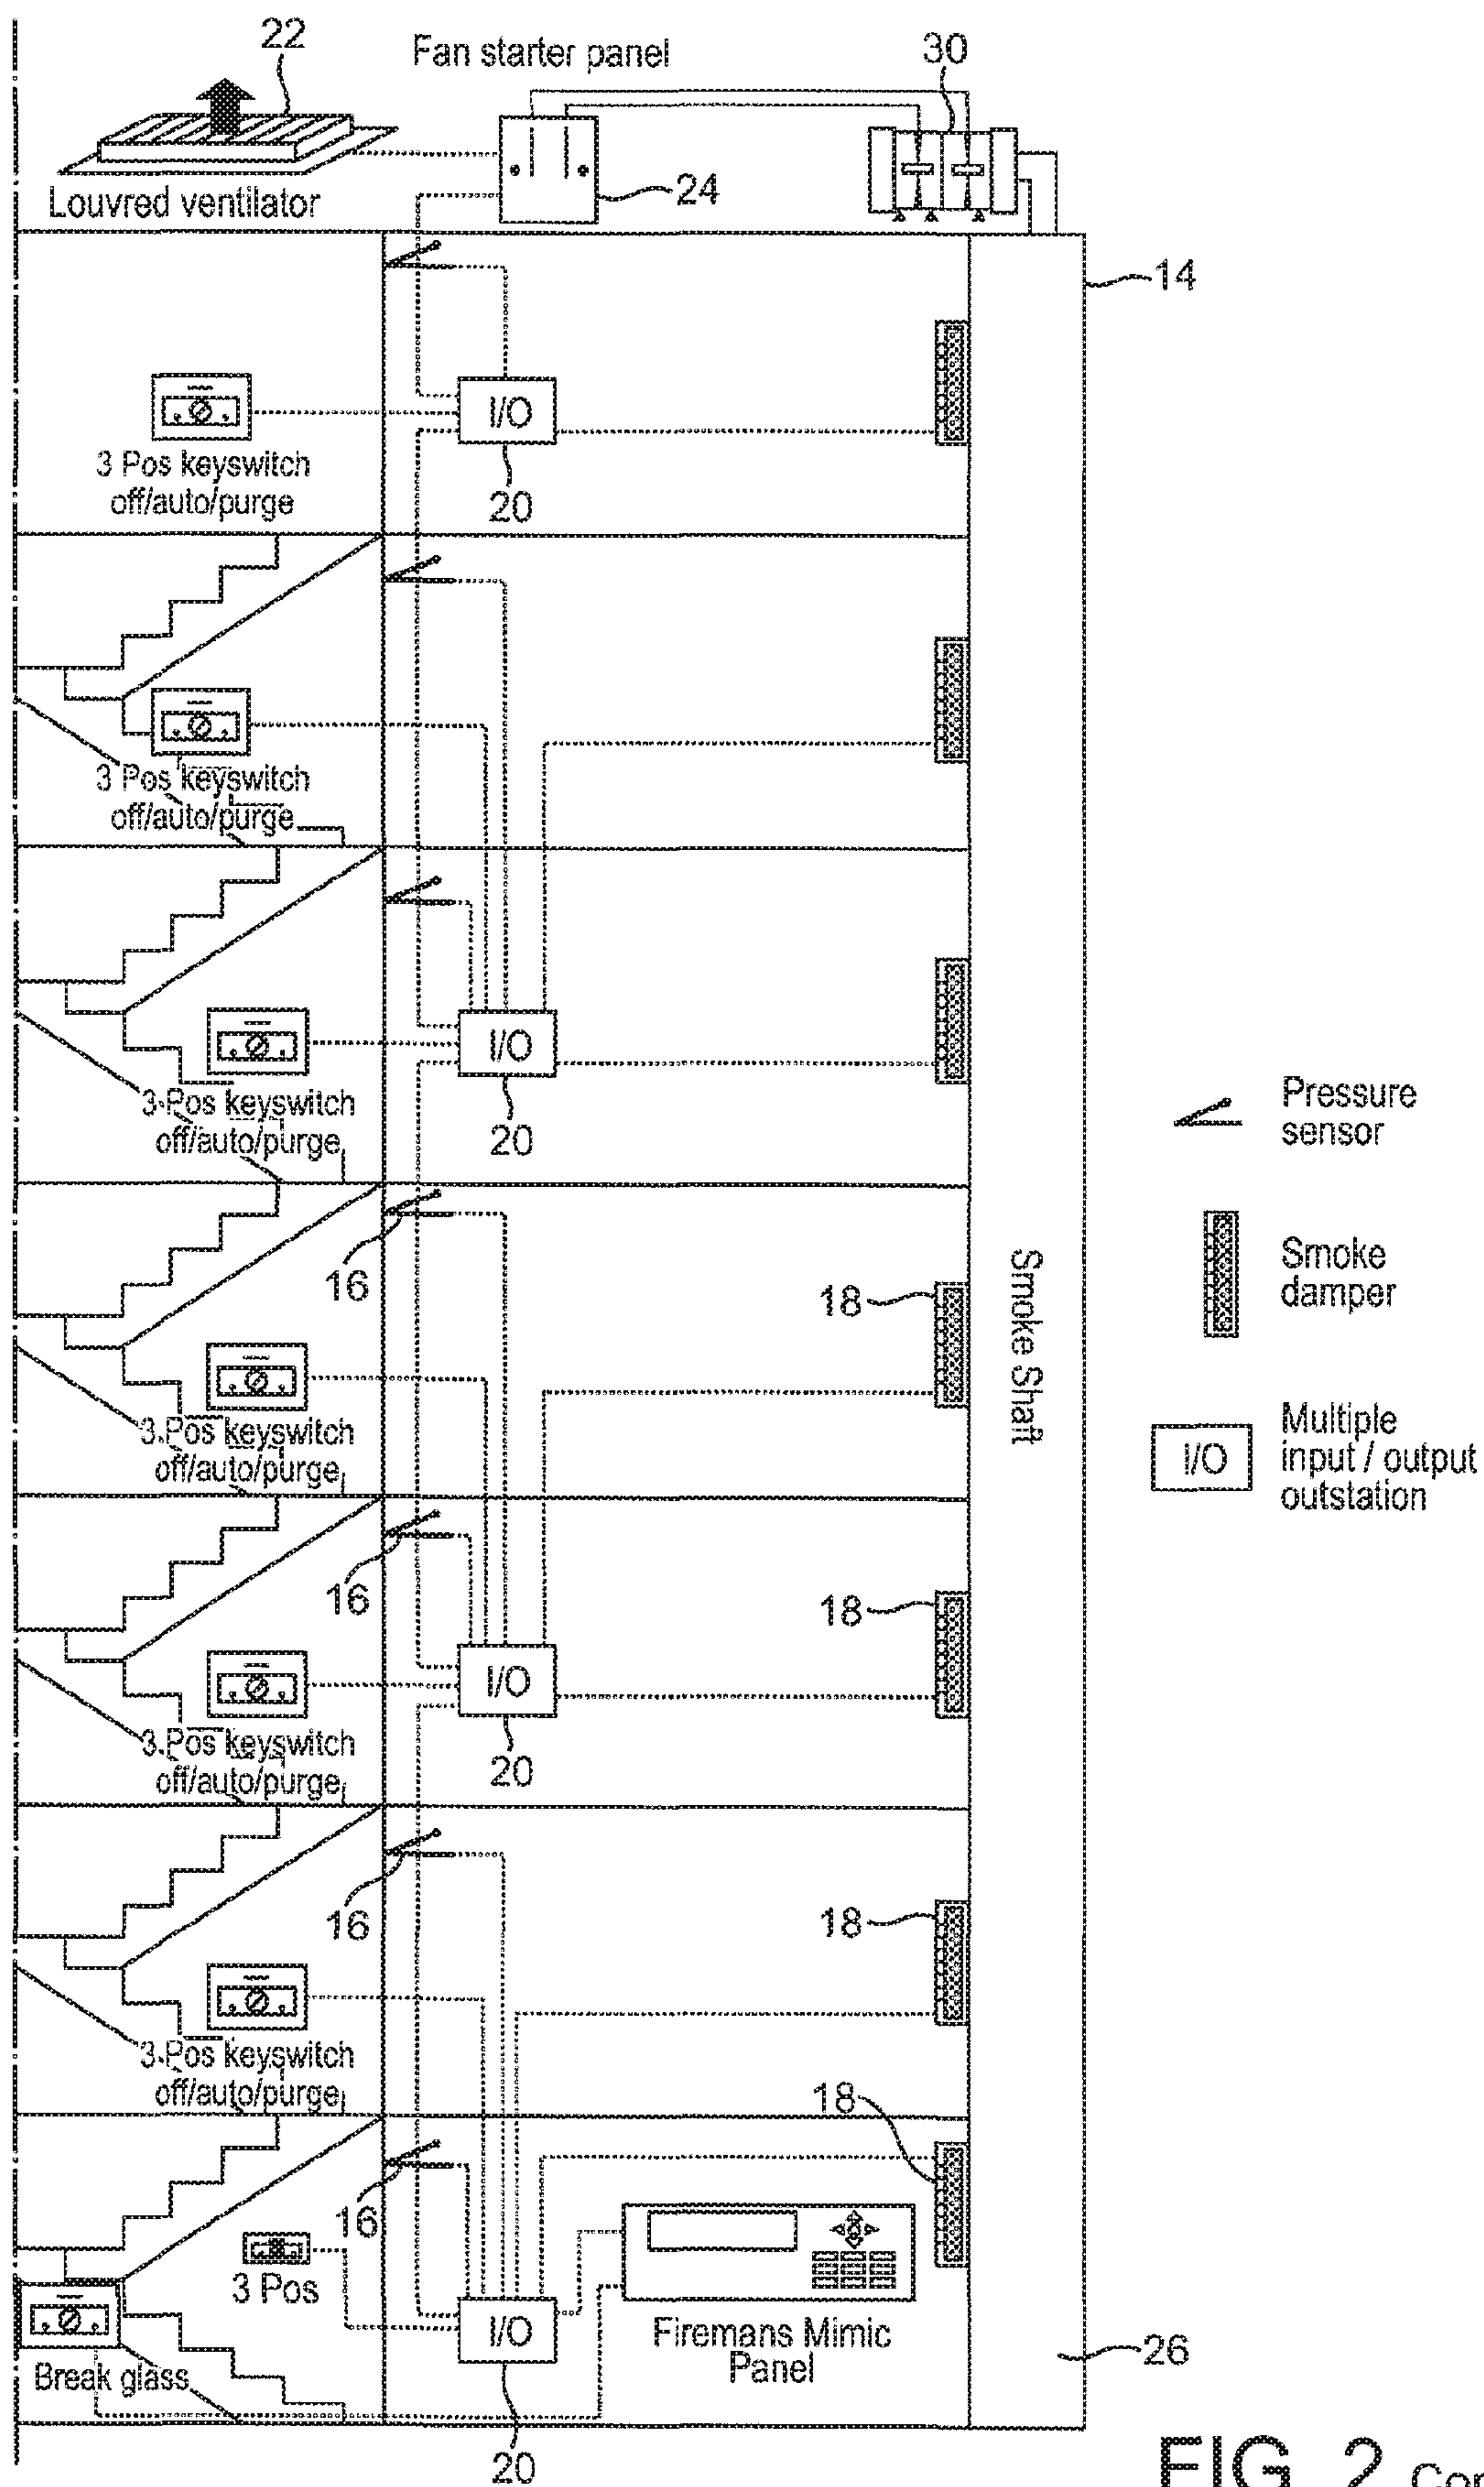 22
Fan starter panel
30
24
Louvred ventilator
14
I/O
3 Pos keyswitch
off/auto/purge
20
3 Pos keyswitch
off/auto/purge
I/O
3 Pos keyswitch
off/auto/purge
20
Pressure
sensor
16
18
Smoke Shaft
Smoke
damper
3 Pos keyswitch
off/auto/purge
I/O
Multiple
input / output
outstation
16
18
I/O
3 Pos keyswitch
off/auto/purge
20
16
18
3 Pos keyswitch
off/auto/purge
18
16
3 Pos
I/O
Firemans Mimic
Panel
Break glass
26
20
FIG. 2